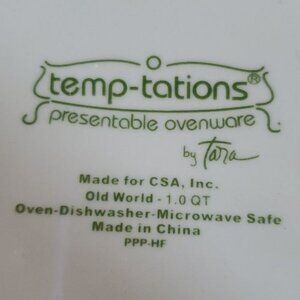 temp-tations®
presentable ovenware
by Tara
Made for CSA, Inc.
Old World - 1.0 QT
Oven-Dishwasher-Microwave Safe
Made in China
PPP-HF